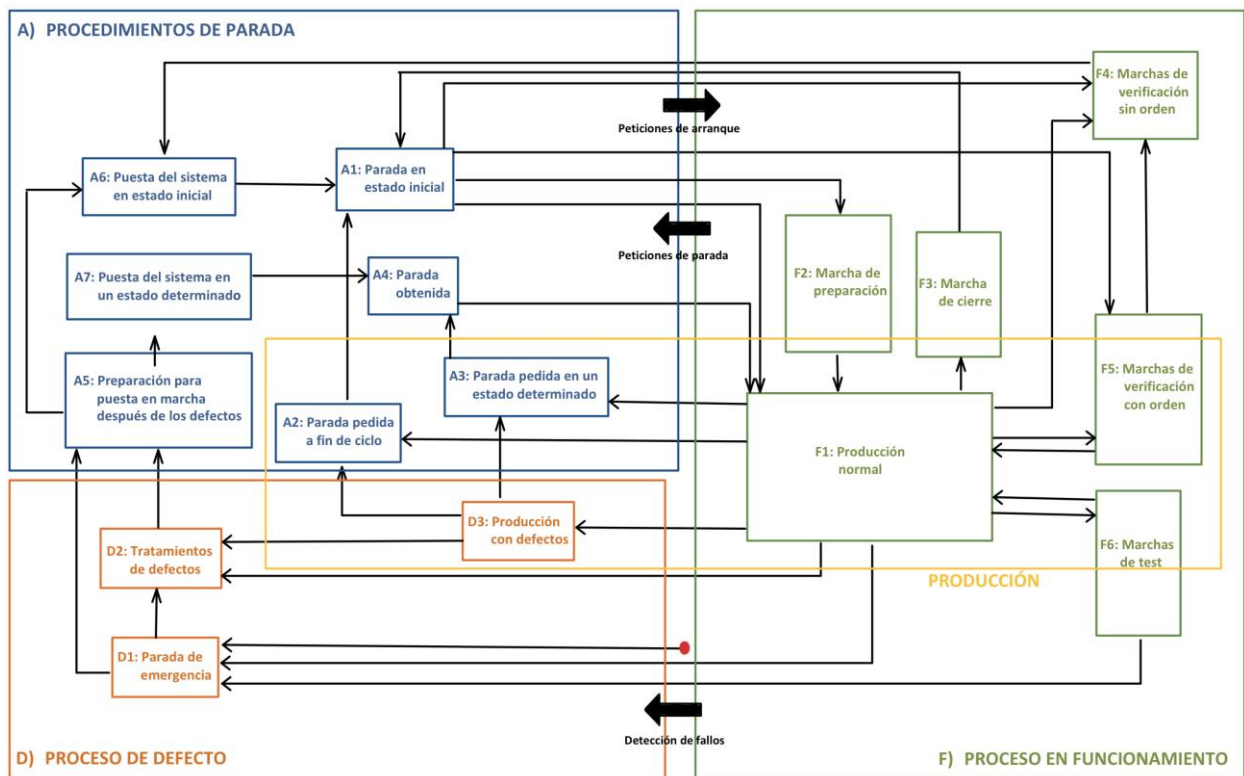 A) PROCEDIMIENTOS DE PARADA
F4: Marchas de
verificación
sin orden
Peticiones de arranque
A6: Puesta del sistema
en estado inicial
A1: Parada en
estado inicial
Peticiones de parada
A7: Puesta del sistema en
un estado determinado
A4: Parada
obtenida
F2: Marcha de
preparación
F3: Marcha
de cierre
A5: Preparación para
puesta en marcha
después de los defectos
A3: Parada pedida en un
estado determinado
A2: Parada pedida
a fin de ciclo
F5: Marchas de
verificación
con orden
F1: Producción
normal
D3: Producción
con defectos
D2: Tratamientos
de defectos
F6: Marchas
de test
PRODUCCIÓN
D1: Parada de
emergencia
Detección de fallos
D) PROCESO DE DEFECTO
F) PROCESO EN FUNCIONAMIENTO